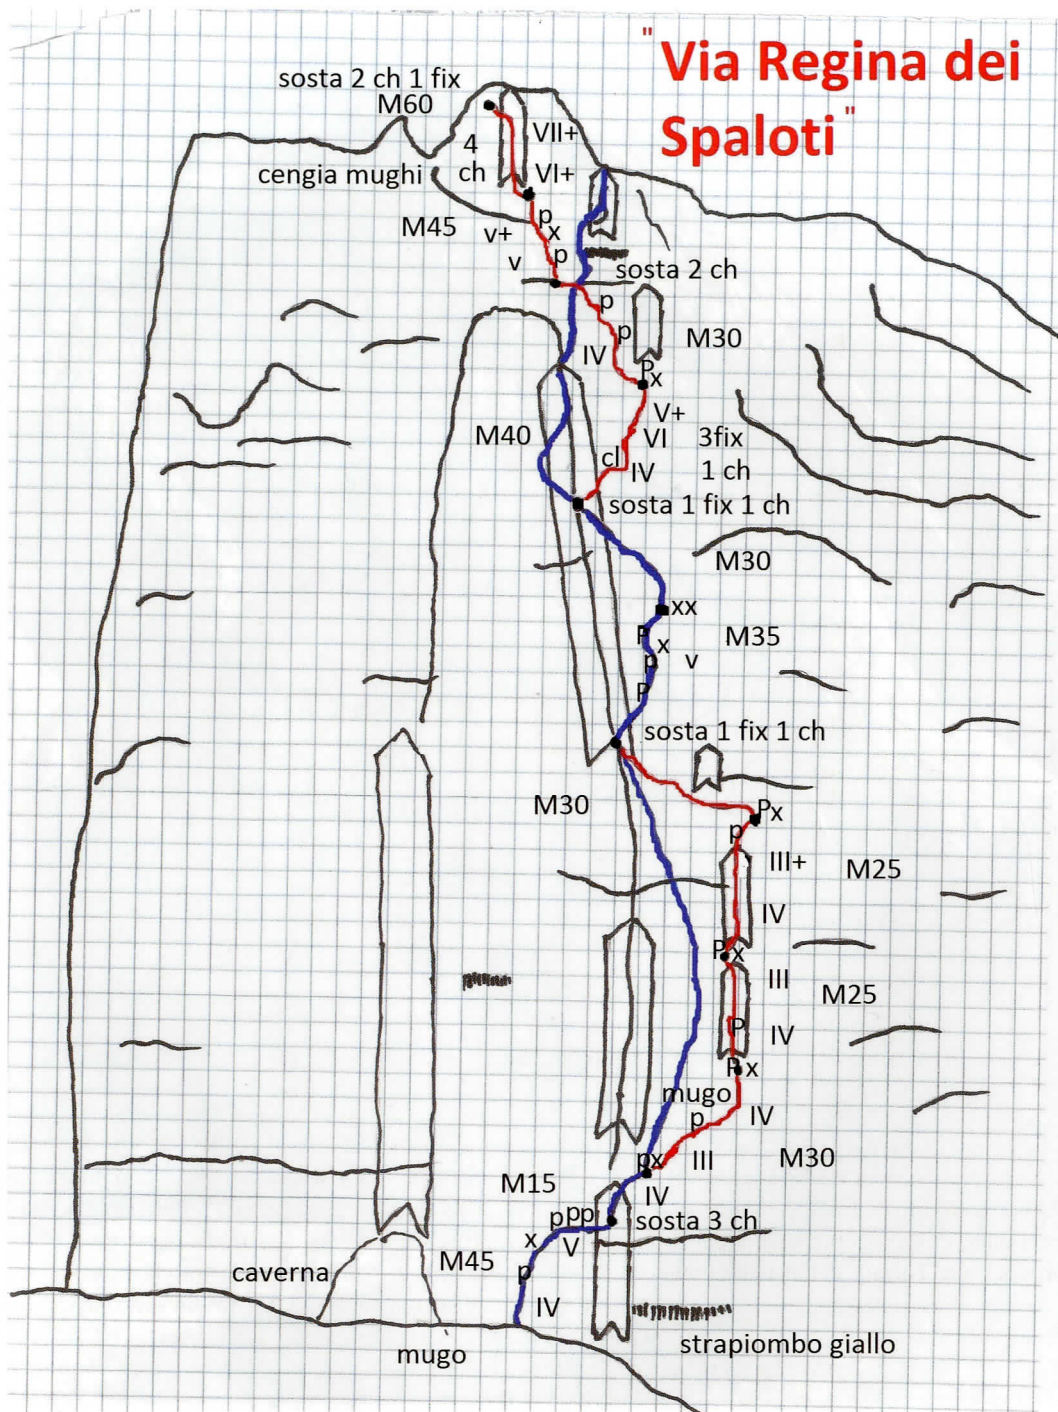 "Via Regina dei
Spaloti"
sosta 2 ch 1 fix
M60
4
ch
VII+
cengia mughi
VI+
M45
v+
p
x
v
p
sosta 2 ch
p
p
M30
IV
Px
V+
M40
VI
3fix
cl
IV
1 ch
sosta 1 fix 1 ch
M30
xx
M35
P
x
p
v
P
sosta 1 fix 1 ch
M30
Px
p
III+
M25
IV
Px
III
M25
P
IV
Px
mugo
p
IV
px
III
M30
M15
IV
ppp
sosta 3 ch
x
V
M45
caverna
p
IV
strapiombo giallo
mugo